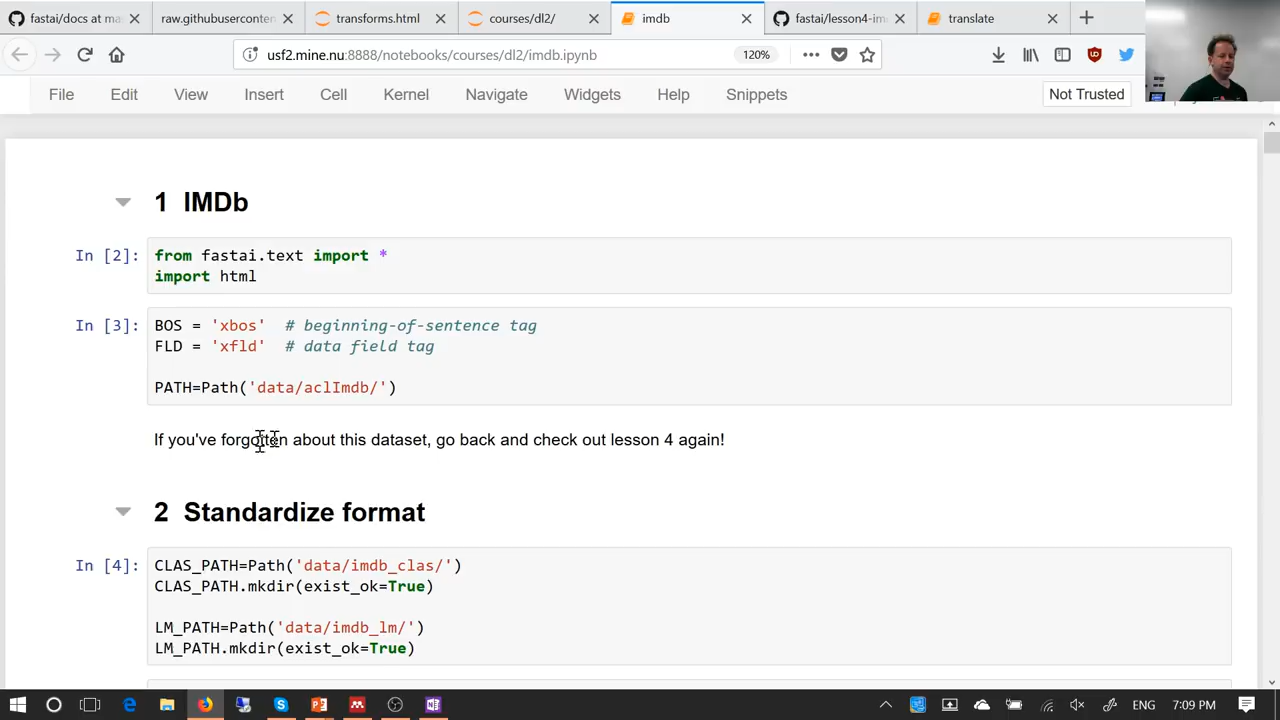 fastai/docs at ma
raw.githubuserconten
transforms.html
courses/dl2/
imdb
fastai/lesson4-im
translate
usf2.mine.nu:8888/notebooks/courses/dl2/imdb.ipynb
120%
File Edit View Insert Cell Kernel Navigate Widgets Help Snippets
Not Trusted
1 IMDb
In [2]: from fastai.text import *
import html
In [3]: BOS = 'xbos' # beginning-of-sentence tag
FLD = 'xfld' # data field tag
PATH=Path('data/aclImdb/')
If you've forgotten about this dataset, go back and check out lesson 4 again!
2 Standardize format
In [4]: CLAS_PATH=Path('data/imdb_clas/')
CLAS_PATH.mkdir(exist_ok=True)
LM_PATH=Path('data/imdb_lm/')
LM_PATH.mkdir(exist_ok=True)
ENG 7:09 PM